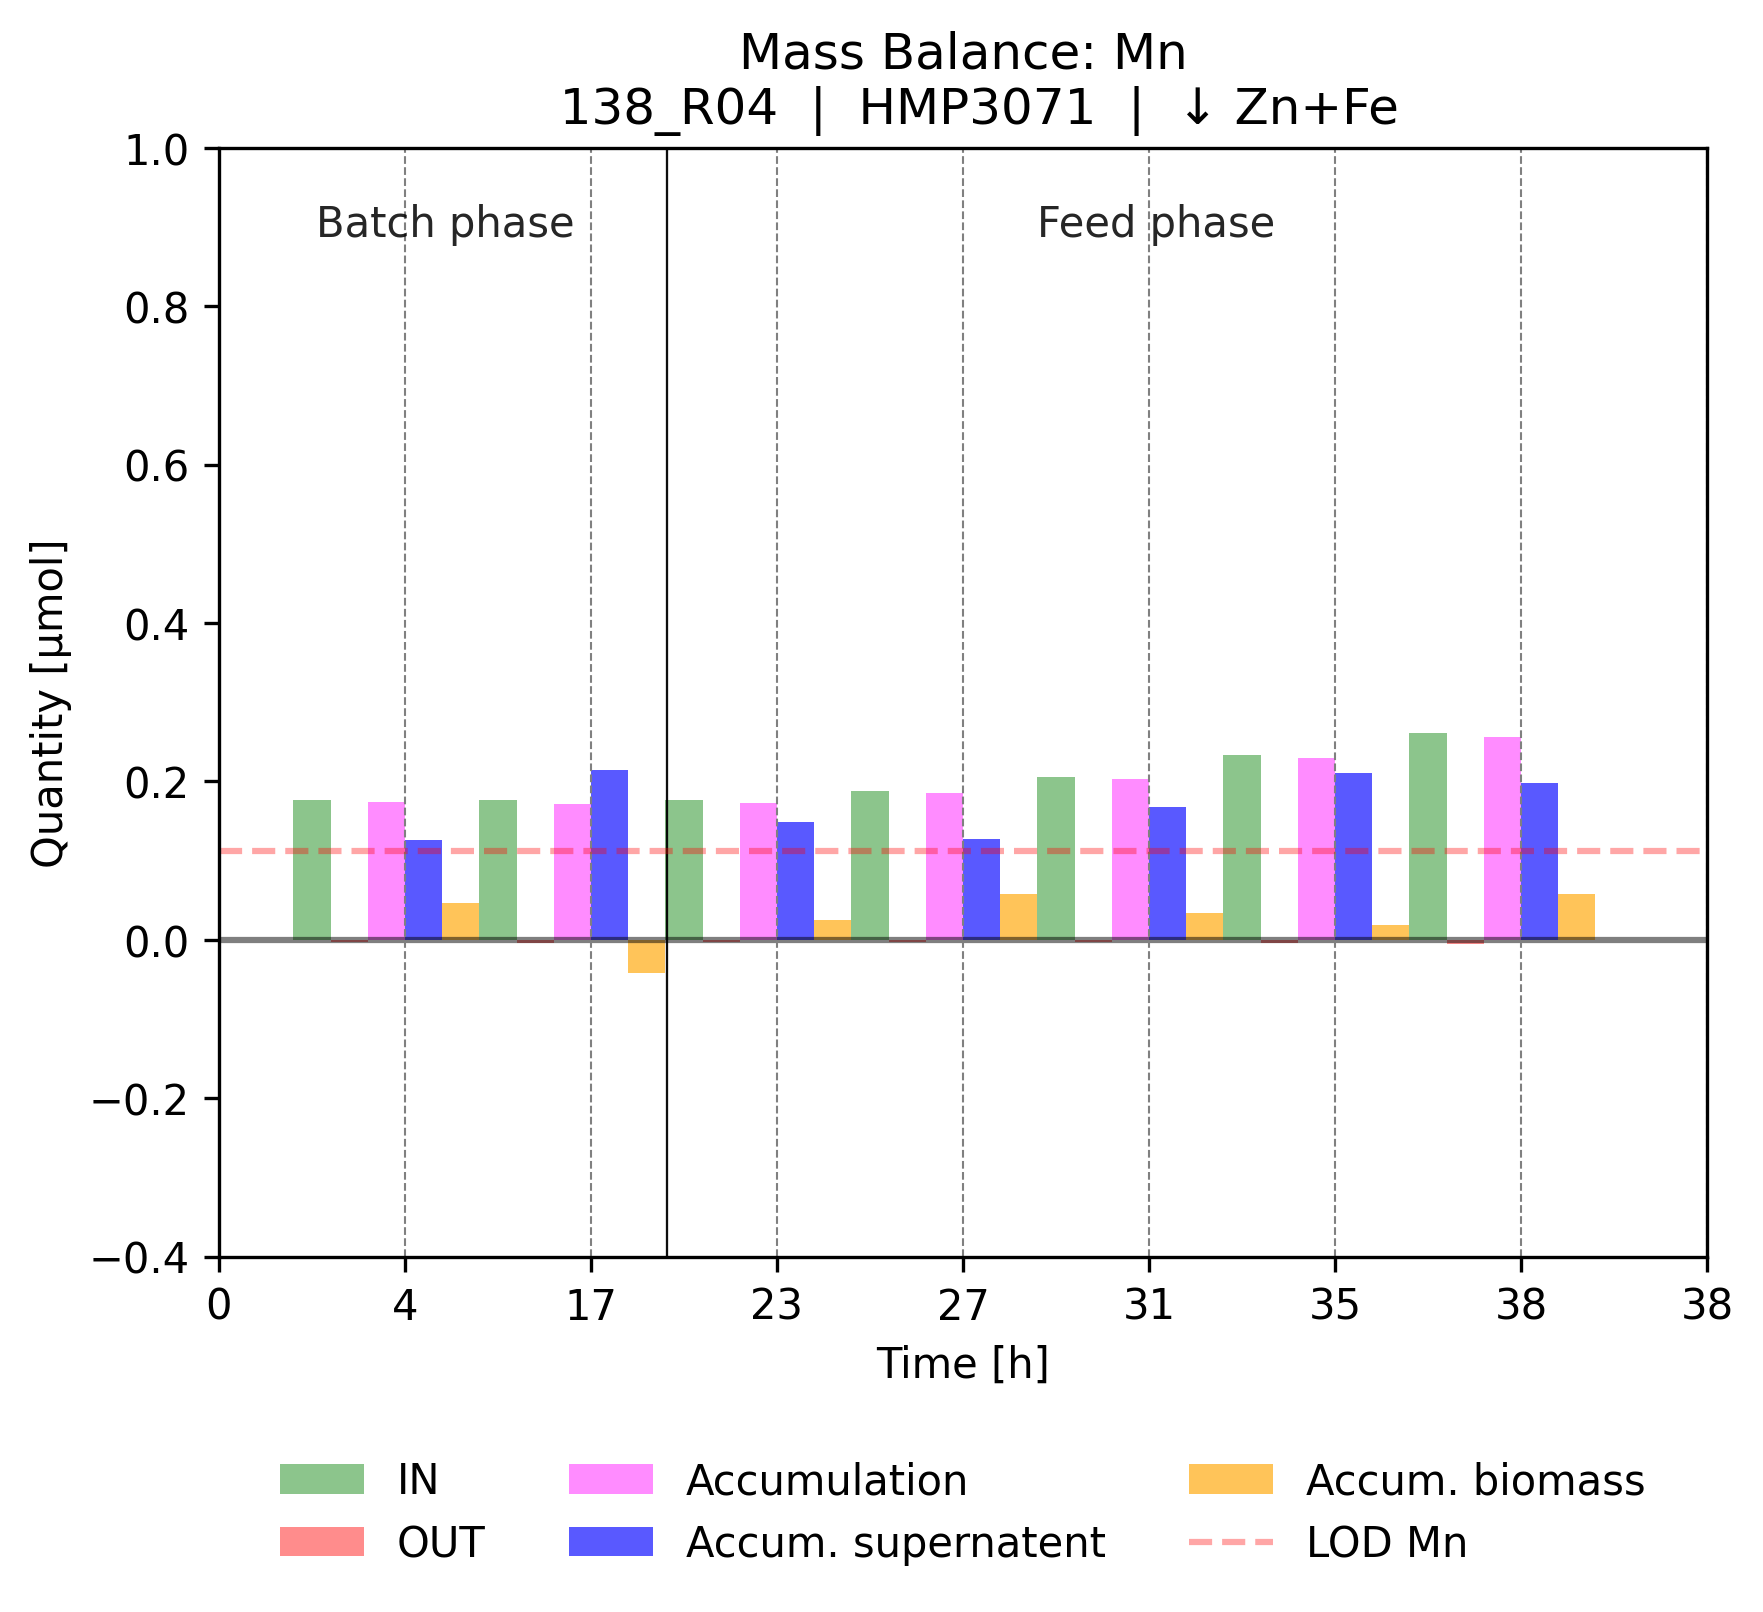 Mass Balance: Mn
138_R04 | HMP3071 | ↓ Zn+Fe
1.0
0.8
0.6
0.4
0.2
0.0
−0.2
−0.4
Quantity [µmol]
Batch phase
Feed phase
0 4 17 23 27 31 35 38 38
Time [h]
IN
OUT
Accumulation
Accum. supernatent
Accum. biomass
LOD Mn